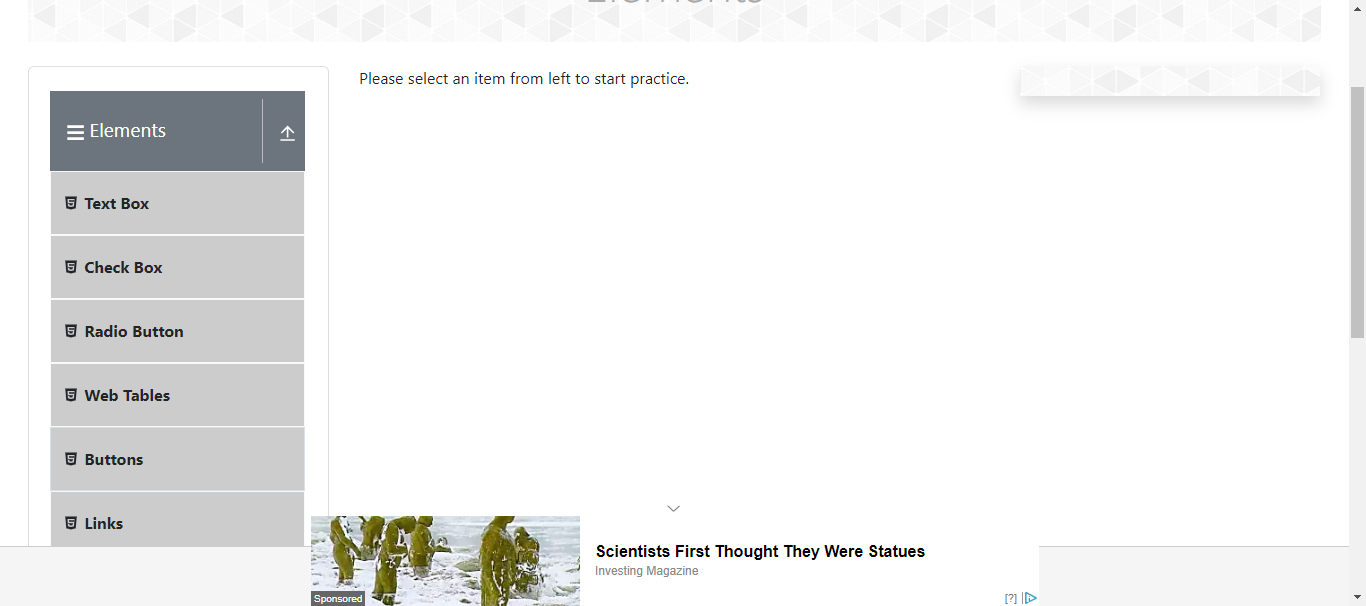 Elements
Please select an item from left to start practice.
Elements
Text Box
Check Box
Radio Button
Web Tables
Buttons
Links
Scientists First Thought They Were Statues
Investing Magazine
Sponsored
[?]